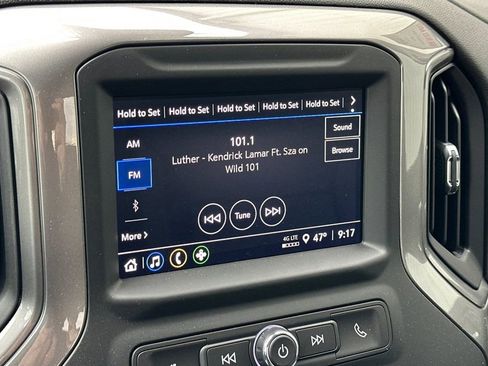 Hold to Set Hold to Set Hold to Set Hold to Set Hold to Set
AM
101.1
Sound
Luther - Kendrick Lamar Ft. Sza on
Wild 101
Browse
FM
Tune
More
4G LTE 47° 9:17